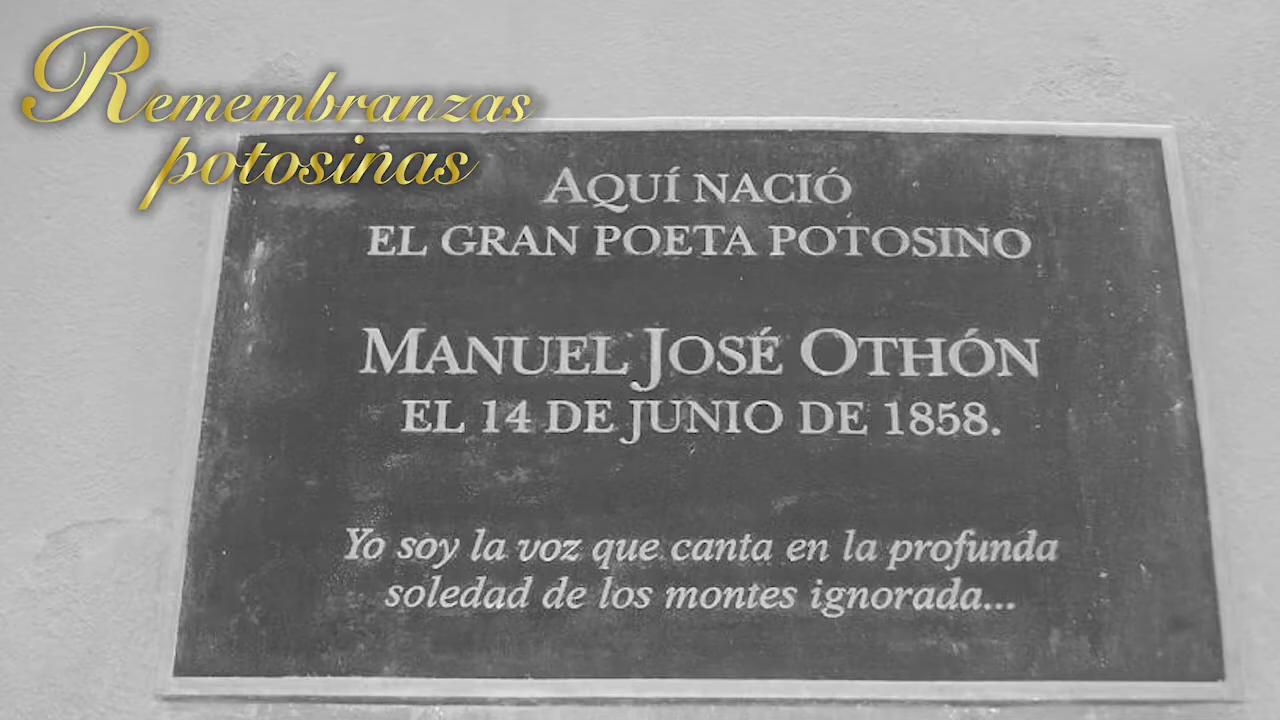 Remembranzas
potosinas
AQUÍ NACIÓ
EL GRAN POETA POTOSINO
MANUEL JOSÉ OTHÓN
EL 14 DE JUNIO DE 1858.
Yo soy la voz que canta en la profunda
soledad de los montes ignorada...